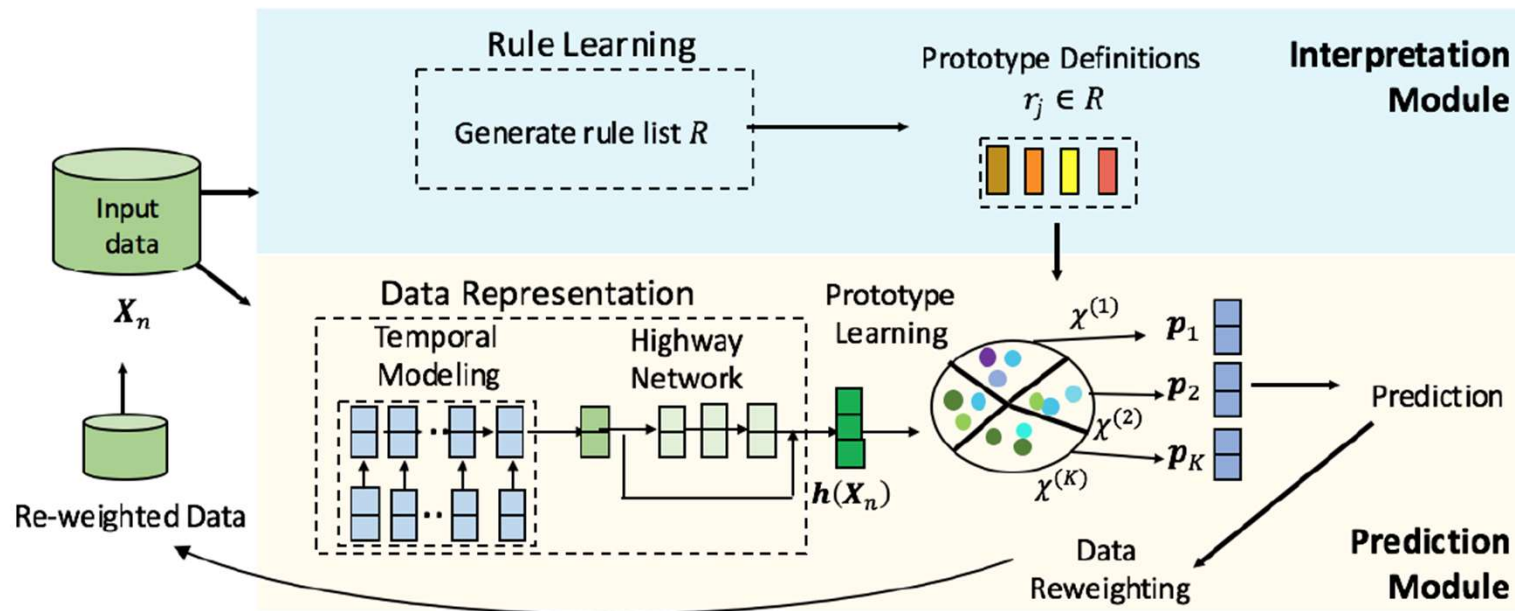 Rule Learning
Generate rule list R
Prototype Definitions
r_j ∈ R
Interpretation
Module
Input
data
X_n
Re-weighted Data
Data Representation
Temporal
Modeling
Highway
Network
h(X_n)
Prototype
Learning
χ^(1)
χ^(2)
χ^(K)
p_1
p_2
p_K
Prediction
Data
Reweighting
Prediction
Module